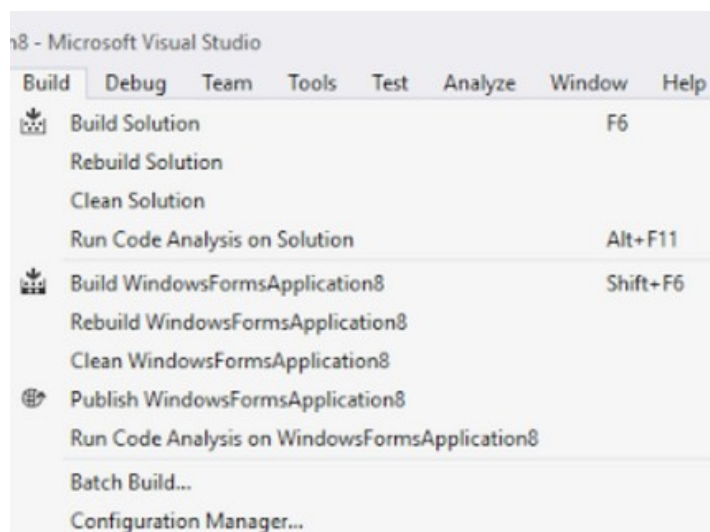 n8 - Microsoft Visual Studio
Build Debug Team Tools Test Analyze Window Help
Build Solution F6
Rebuild Solution
Clean Solution
Run Code Analysis on Solution Alt+F11
Build WindowsFormsApplication8 Shift+F6
Rebuild WindowsFormsApplication8
Clean WindowsFormsApplication8
Publish WindowsFormsApplication8
Run Code Analysis on WindowsFormsApplication8
Batch Build...
Configuration Manager...